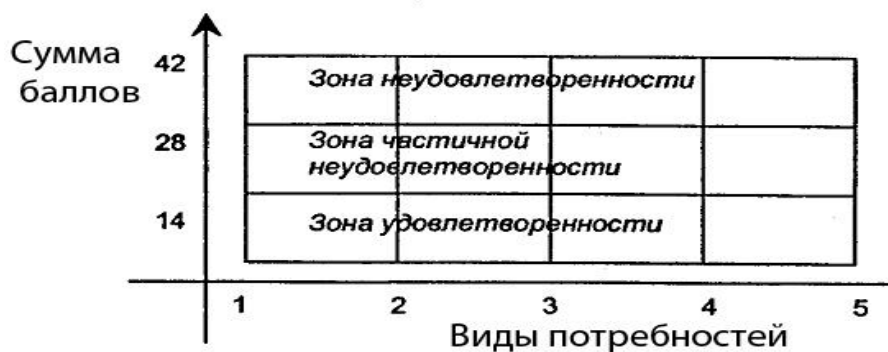 Сумма
баллов
42
Зона неудовлетворенности
28
Зона частичной
неудовлетворенности
14
Зона удовлетворенности
1 2 3 4 5
Виды потребностей